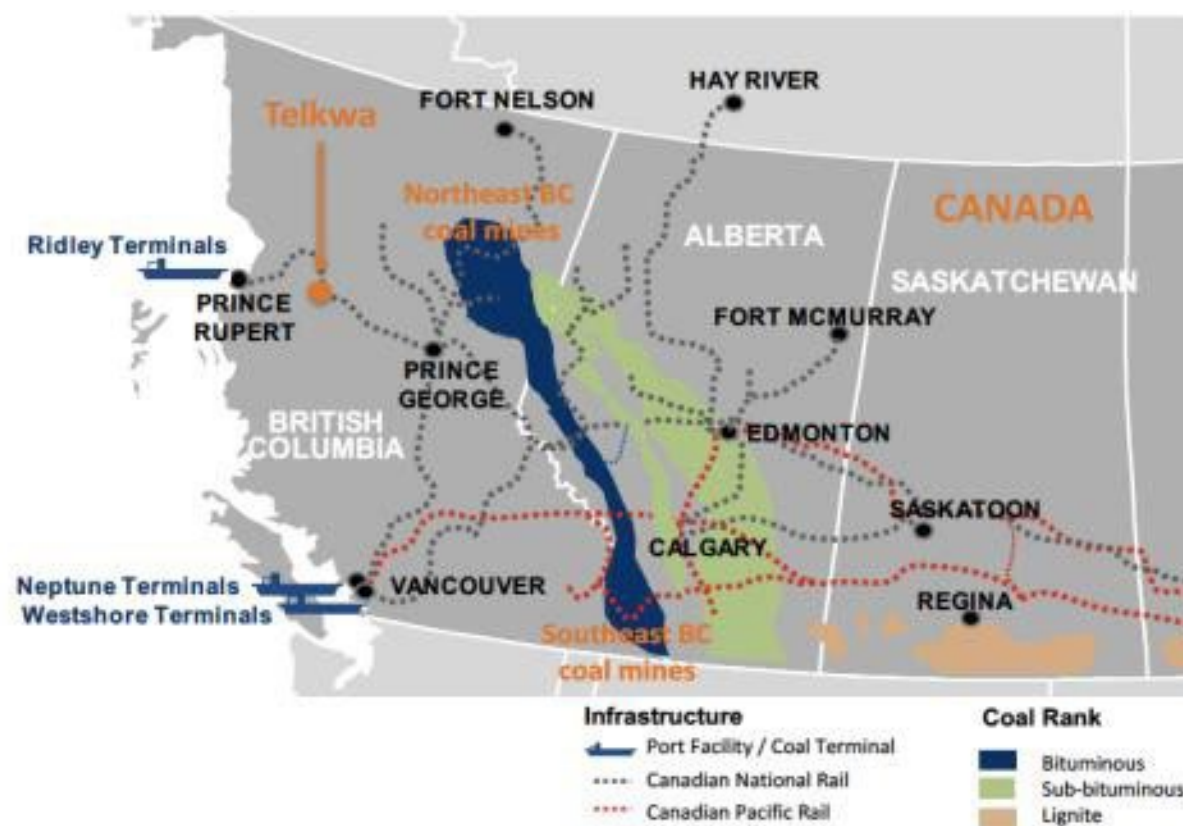 HAY RIVER
FORT NELSON
Telkwa
Northeast BC
coal mines
CANADA
ALBERTA
Ridley Terminals
SASKATCHEWAN
PRINCE
RUPERT
FORT MCMURRAY
PRINCE
GEORGE
BRITISH
COLUMBIA
EDMONTON
SASKATOON
CALGARY
Neptune Terminals
VANCOUVER
Westshore Terminals
REGINA
Southeast BC
coal mines
Infrastructure
Port Facility / Coal Terminal
Canadian National Rail
Canadian Pacific Rail
Coal Rank
Bituminous
Sub-bituminous
Lignite